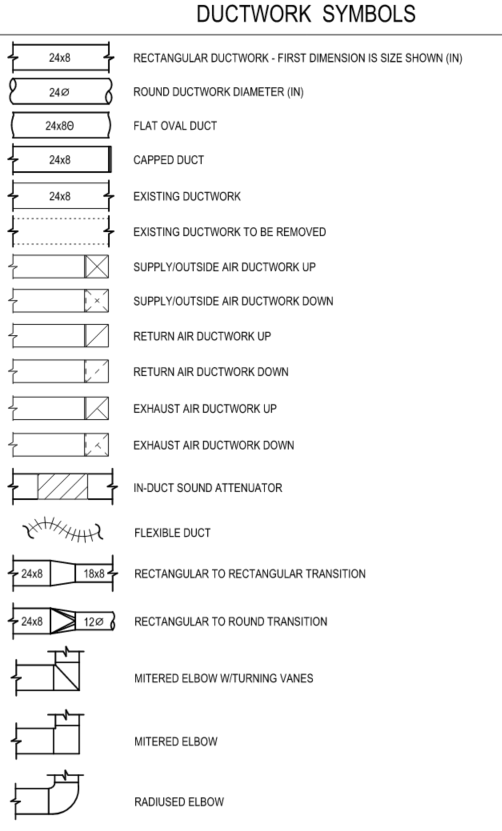 DUCTWORK SYMBOLS
24x8 RECTANGULAR DUCTWORK - FIRST DIMENSION IS SIZE SHOWN (IN)
24Ø ROUND DUCTWORK DIAMETER (IN)
24x8Θ FLAT OVAL DUCT
24x8 CAPPED DUCT
24x8 EXISTING DUCTWORK
EXISTING DUCTWORK TO BE REMOVED
SUPPLY/OUTSIDE AIR DUCTWORK UP
SUPPLY/OUTSIDE AIR DUCTWORK DOWN
RETURN AIR DUCTWORK UP
RETURN AIR DUCTWORK DOWN
EXHAUST AIR DUCTWORK UP
EXHAUST AIR DUCTWORK DOWN
IN-DUCT SOUND ATTENUATOR
FLEXIBLE DUCT
24x8 18x8 RECTANGULAR TO RECTANGULAR TRANSITION
24x8 12Ø RECTANGULAR TO ROUND TRANSITION
MITERED ELBOW W/TURNING VANES
MITERED ELBOW
RADIUSED ELBOW